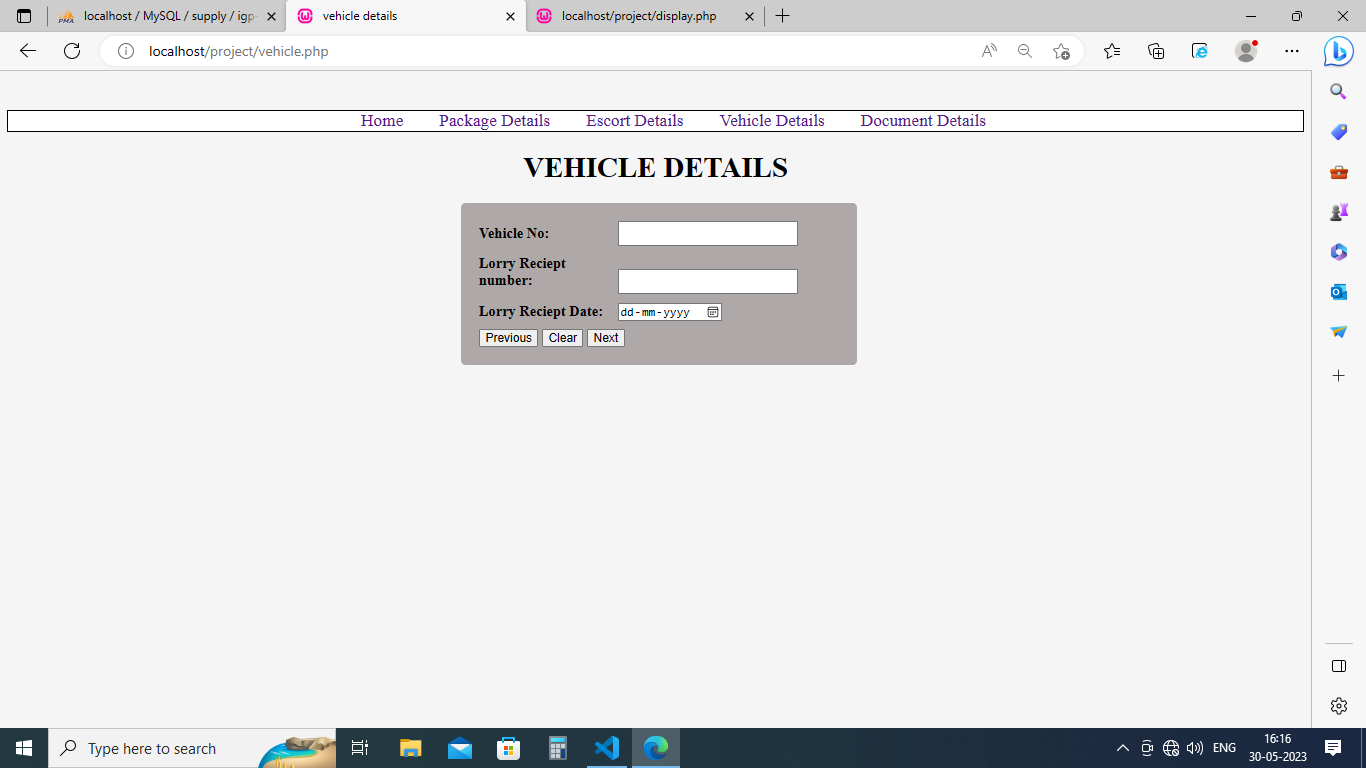 localhost / MySQL / supply / igp-
vehicle details
localhost/project/display.php
localhost/project/vehicle.php
Home Package Details Escort Details Vehicle Details Document Details
VEHICLE DETAILS
Vehicle No:
Lorry Reciept
number:
Lorry Reciept Date: dd-mm-yyyy
Previous Clear Next
Type here to search
ENG
16:16
30-05-2023